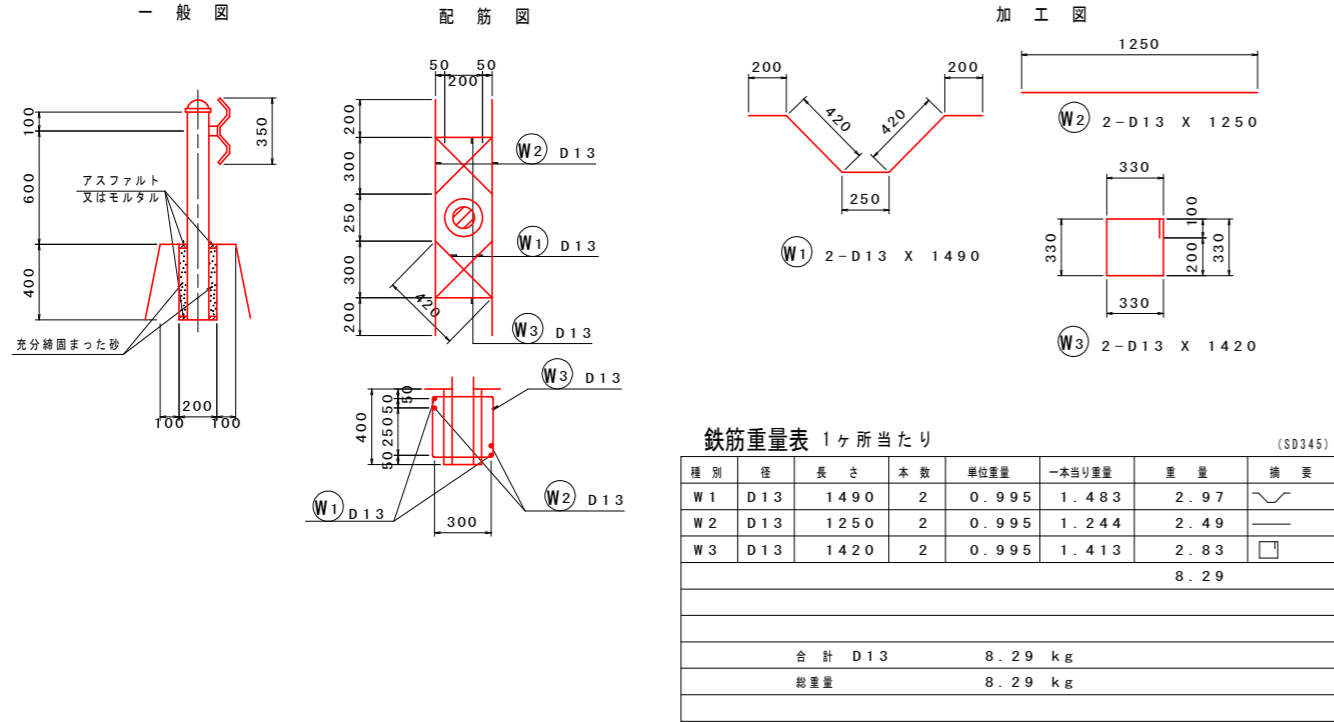 一 般 図
100
600
400
350
アスファルト
又はモルタル
充分締固まった砂
100
200
100
配 筋 図
50
200
50
200
300
250
300
200
420
W2 D13
W1 D13
W3 D13
400
50
50
250
50
300
W3 D13
W1 D13
W2 D13
加 工 図
200
420
420
200
250
W1 2-D13 X 1490
1250
W2 2-D13 X 1250
330
330
100
200
330
330
W3 2-D13 X 1420
鉄筋重量表 1ヶ所当たり (SD345)
種 別 径 長 さ 本 数 単位重量 一本当り重量 重 量 摘 要
W1 D13 1490 2 0.995 1.483 2.97
W2 D13 1250 2 0.995 1.244 2.49
W3 D13 1420 2 0.995 1.413 2.83
8.29
合 計 D13 8.29 kg
総重量 8.29 kg